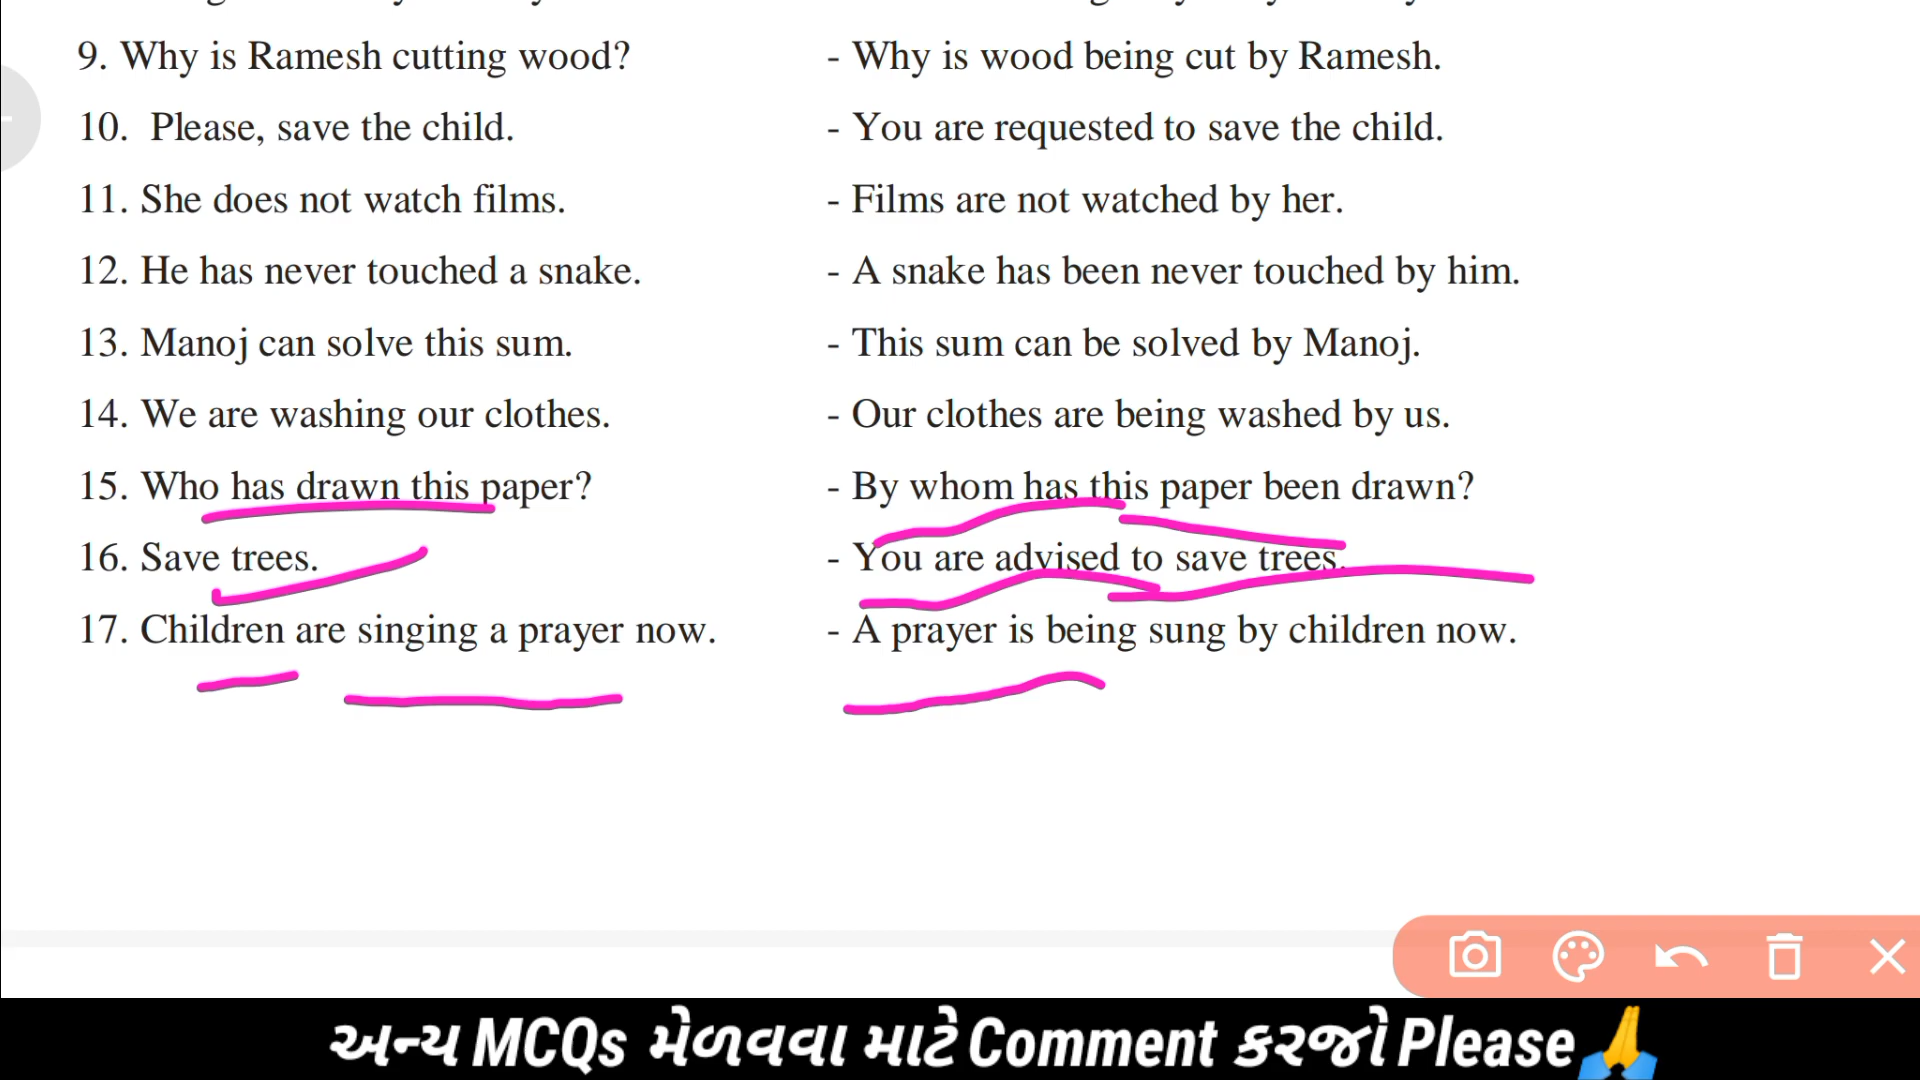 9. Why is Ramesh cutting wood? - Why is wood being cut by Ramesh.
10. Please, save the child. - You are requested to save the child.
11. She does not watch films. - Films are not watched by her.
12. He has never touched a snake. - A snake has been never touched by him.
13. Manoj can solve this sum. - This sum can be solved by Manoj.
14. We are washing our clothes. - Our clothes are being washed by us.
15. Who has drawn this paper? - By whom has this paper been drawn?
16. Save trees. - You are advised to save trees.
17. Children are singing a prayer now. - A prayer is being sung by children now.
અન્ય MCQs મેળવવા માટે Comment કરજો Please🙏